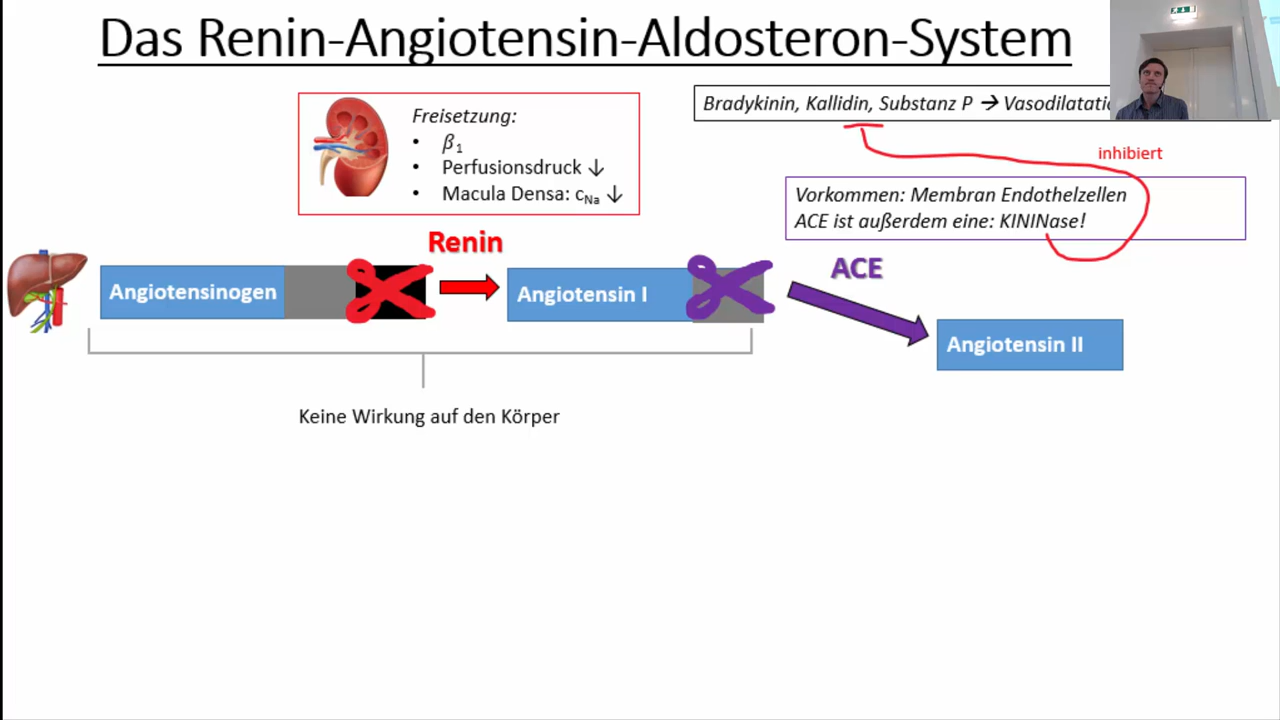 Das Renin-Angiotensin-Aldosteron-System
Freisetzung:
• β1
• Perfusionsdruck ↓
• Macula Densa: cNa ↓
Bradykinin, Kallidin, Substanz P → 
inhibiert
Vorkommen: Membran Endothelzellen
ACE ist außerdem eine: KININase!
Renin
ACE
Angiotensinogen
Angiotensin I
Angiotensin II
Keine Wirkung auf den Körper